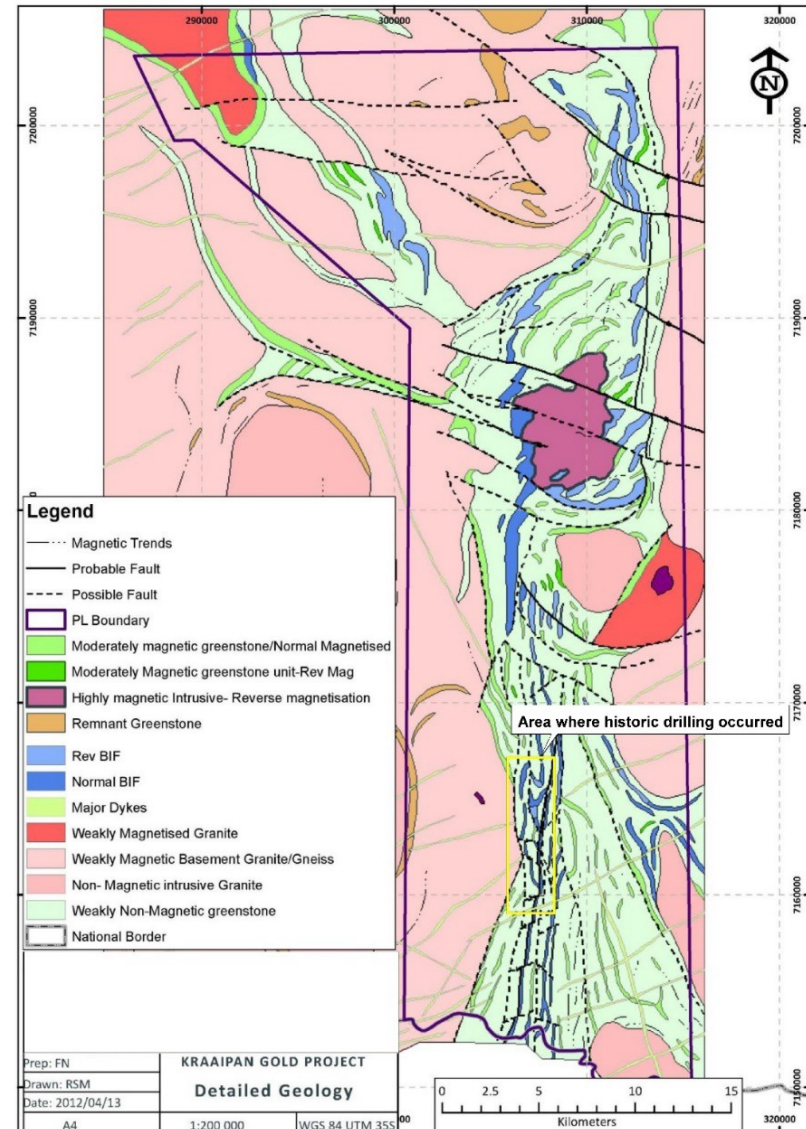 290000
300000
310000
320000
N
7200000
7200000
7190000
7190000
7180000
Legend
Magnetic Trends
Probable Fault
Possible Fault
PL Boundary
Moderately magnetic greenstone/Normal Magnetised
Moderately Magnetic greenstone unit-Rev Mag
Highly magnetic Intrusive- Reverse magnetisation
Remnant Greenstone
Rev BIF
Normal BIF
Major Dykes
Weakly Magnetised Granite
Weakly Magnetic Basement Granite/Gneiss
Non- Magnetic intrusive Granite
Weakly Non-Magnetic greenstone
National Border
7170000
Area where historic drilling occurred
7160000
7150000
Prep: FN
Drawn: RSM
Date: 2012/04/13
A4
KRAAIPAN GOLD PROJECT
Detailed Geology
1:200 000
WGS 84 UTM 35S
0 2.5 5 10 15
Kilometers
320000